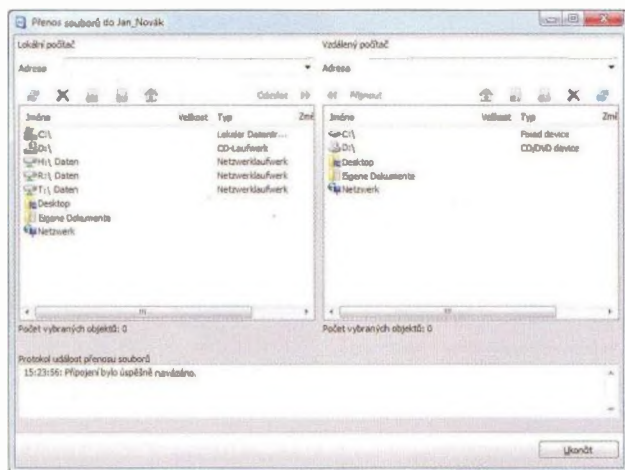 Přenos souborů do Jan_Novák
Lokální počítač
Adresa
Odeslat
Jméno Velikost Typ Změ
C:\ Lokaler Datentr...
D:\ CD-Laufwerk
H:\ Daten Netzwerklaufwerk
R:\ Daten Netzwerklaufwerk
T:\ Daten Netzwerklaufwerk
Desktop
Eigene Dokumente
Netzwerk
Počet vybraných objektů: 0
Vzdálený počítač
Adresa
Přijmout
Jméno Velikost Typ Změ
C:\ Fixed device
D:\ CD/DVD device
Desktop
Eigene Dokumente
Netzwerk
Počet vybraných objektů: 0
Protokol událostí přenosu souborů
15:23:56: Připojení bylo úspěšně navázáno.
Ukončit